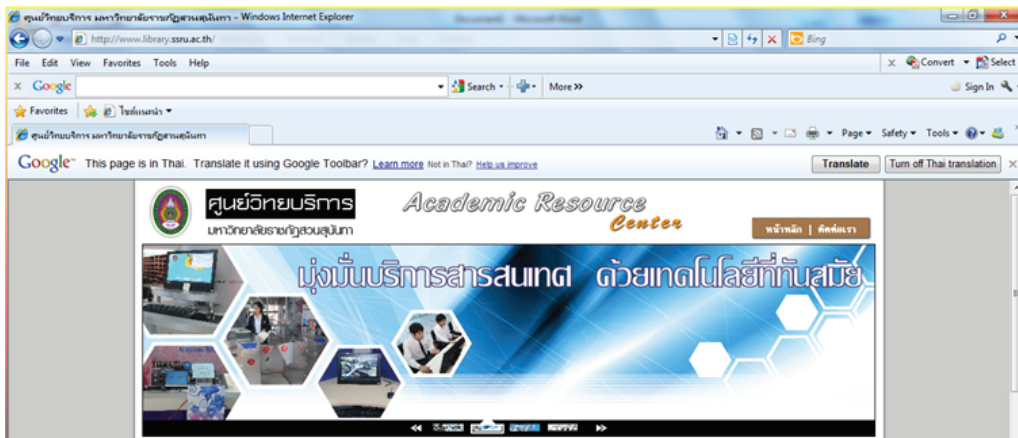 ศูนย์วิทยบริการ มหาวิทยาลัยราชภัฏสวนสุนันทา - Windows Internet Explorer
http://www.library.ssru.ac.th/
Bing
File Edit View Favorites Tools Help
x Convert Select
x Google Search More »
Sign In
Favorites ไซต์แนะนำ
ศูนย์วิทยบริการ มหาวิทยาลัยราชภัฏสวนสุนันทา
Page Safety Tools
Google This page is in Thai. Translate it using Google Toolbar? Learn more Not in Thai? Help us improve Translate Turn off Thai translation
ศูนย์วิทยบริการ
มหาวิทยาลัยราชภัฏสวนสุนันทา
Academic Resource
Center
หน้าหลัก | ติดต่อเรา
มุ่งมั่นบริการสารสนเทศ ด้วยเทคโนโลยีที่ทันสมัย